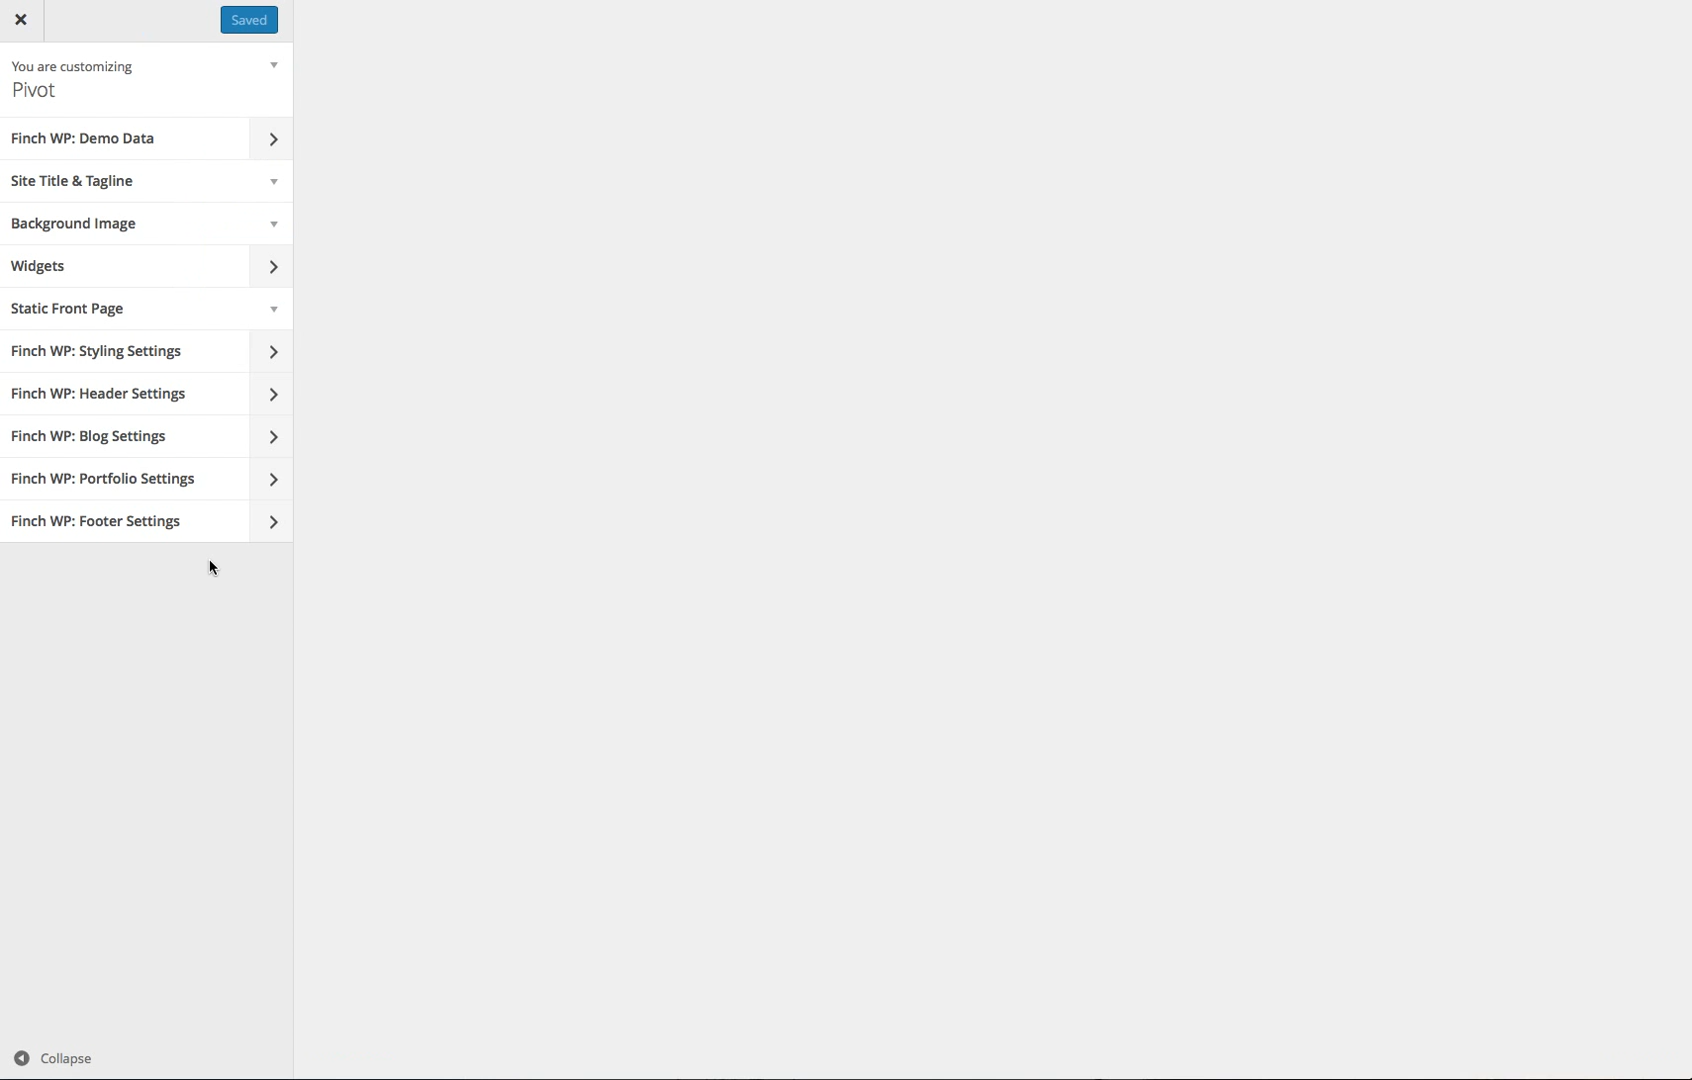 Saved
You are customizing
Pivot
Finch WP: Demo Data
Site Title & Tagline
Background Image
Widgets
Static Front Page
Finch WP: Styling Settings
Finch WP: Header Settings
Finch WP: Blog Settings
Finch WP: Portfolio Settings
Finch WP: Footer Settings
Collapse